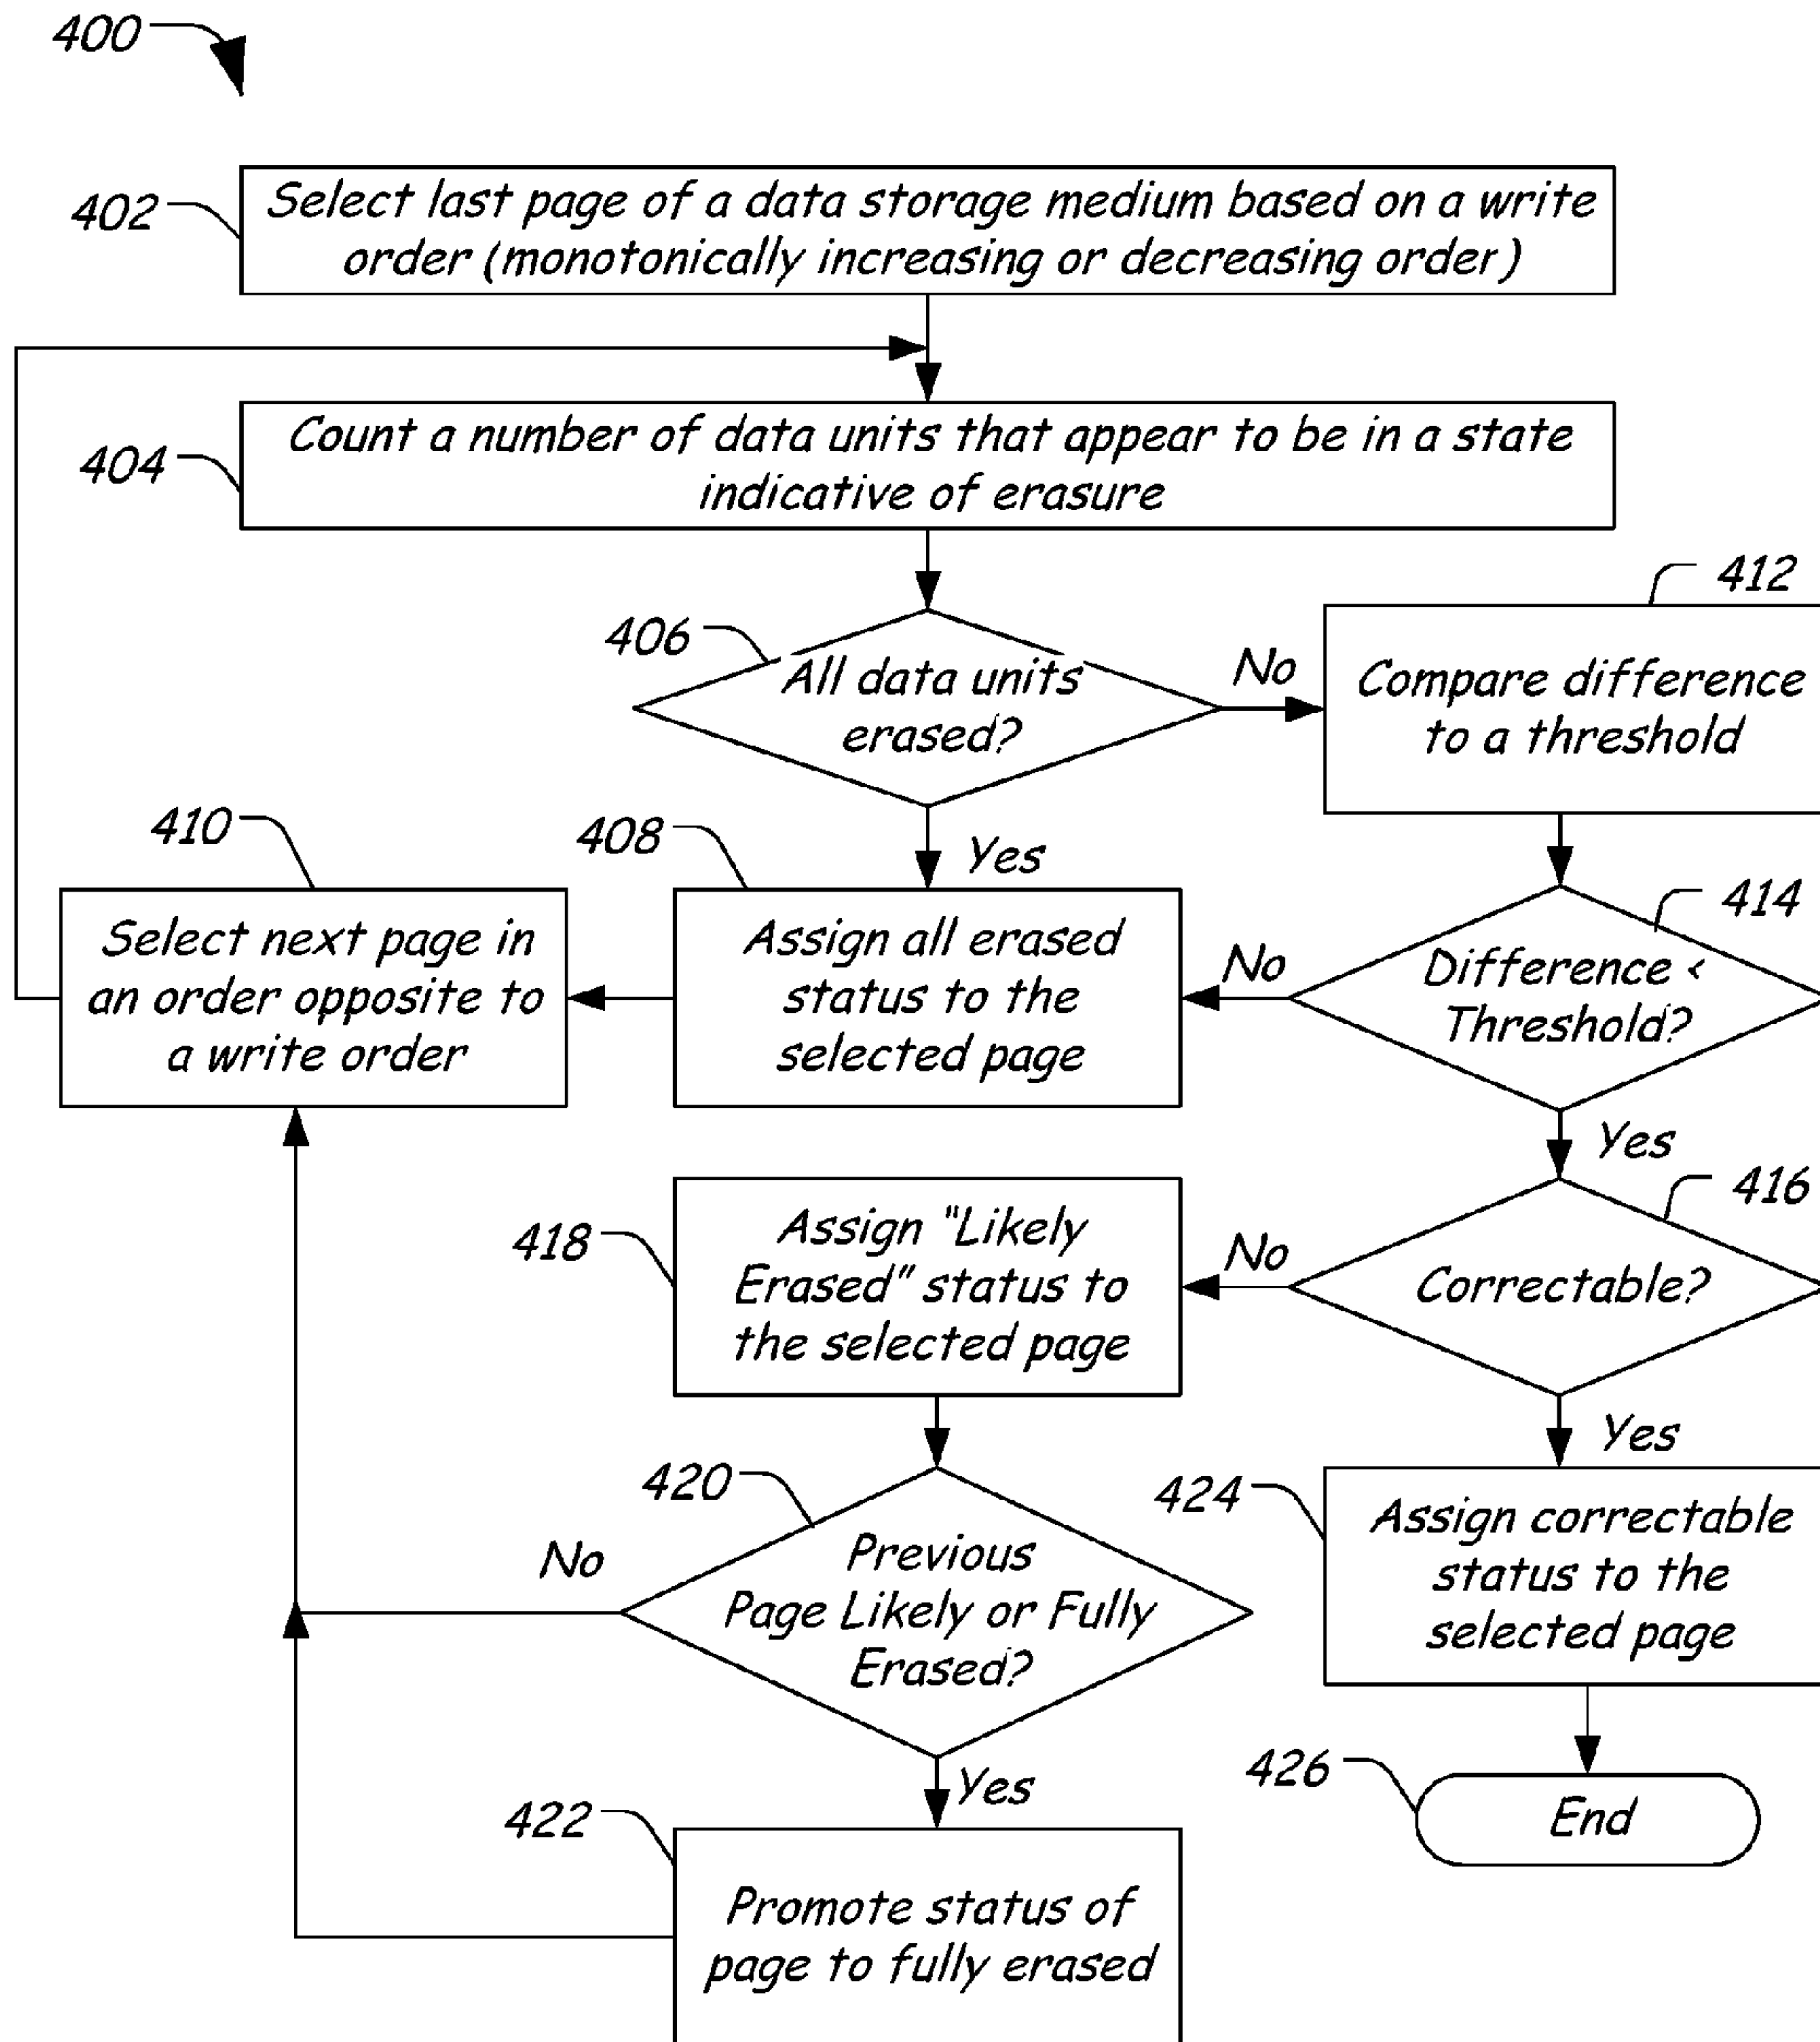 400
402
Select last page of a data storage medium based on a write
order (monotonically increasing or decreasing order)
404
Count a number of data units that appear to be in a state
indicative of erasure
406
All data units
erased?
No
412
Compare difference
to a threshold
Yes
410
Select next page in
an order opposite to
a write order
408
Assign all erased
status to the
selected page
No
414
Difference <
Threshold?
Yes
416
Correctable?
No
418
Assign "Likely
Erased" status to
the selected page
Yes
420
Previous
Page Likely or Fully
Erased?
No
424
Assign correctable
status to the
selected page
Yes
422
Promote status of
page to fully erased
426
End